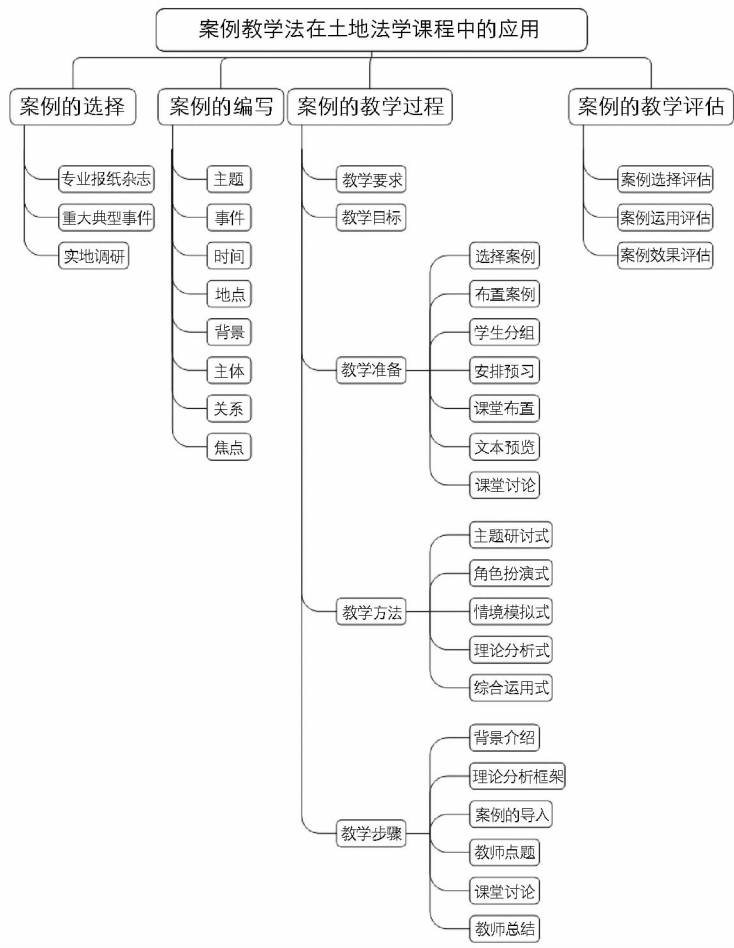 案例教学法在土地法学课程中的应用
案例的选择
专业报纸杂志
重大典型事件
实地调研
案例的编写
主题
事件
时间
地点
背景
主体
关系
焦点
案例的教学过程
教学要求
教学目标
教学准备
选择案例
布置案例
学生分组
安排预习
课堂布置
文本预览
课堂讨论
教学方法
主题研讨式
角色扮演式
情境模拟式
理论分析式
综合运用式
教学步骤
背景介绍
理论分析框架
案例的导入
教师点题
课堂讨论
教师总结
案例的教学评估
案例选择评估
案例运用评估
案例效果评估